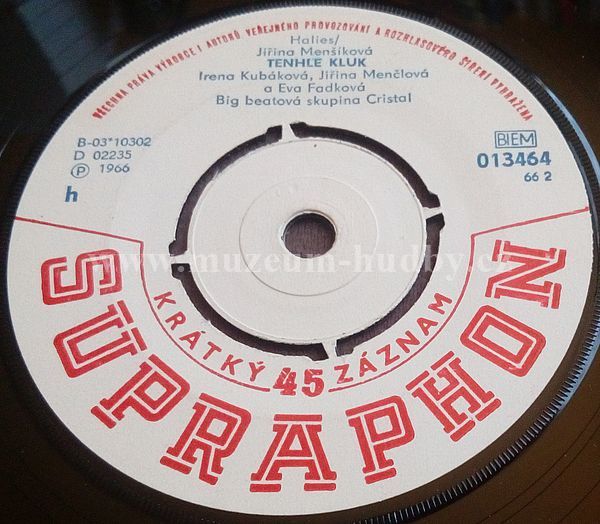 VŠECHNA PRÁVA VÝROBCE I AUTORŮ VEŘEJNÉHO PROVOZOVÁNÍ A ROZHLASOVÉHO ŠÍŘENÍ VYHRAŽENA
Halies/
Jiřina Menšíková
TENHLE KLUK
Irena Kubáková, Jiřina Menčlová
a Eva Fadková
Big beatová skupina Cristal
B-03*10302
D 02235
Ⓟ 1966
h
BIEM
013464
66 2
www.muzeum-hudby.cz
KRÁTKÝ 45 ZÁZNAM
SUPRAPHON